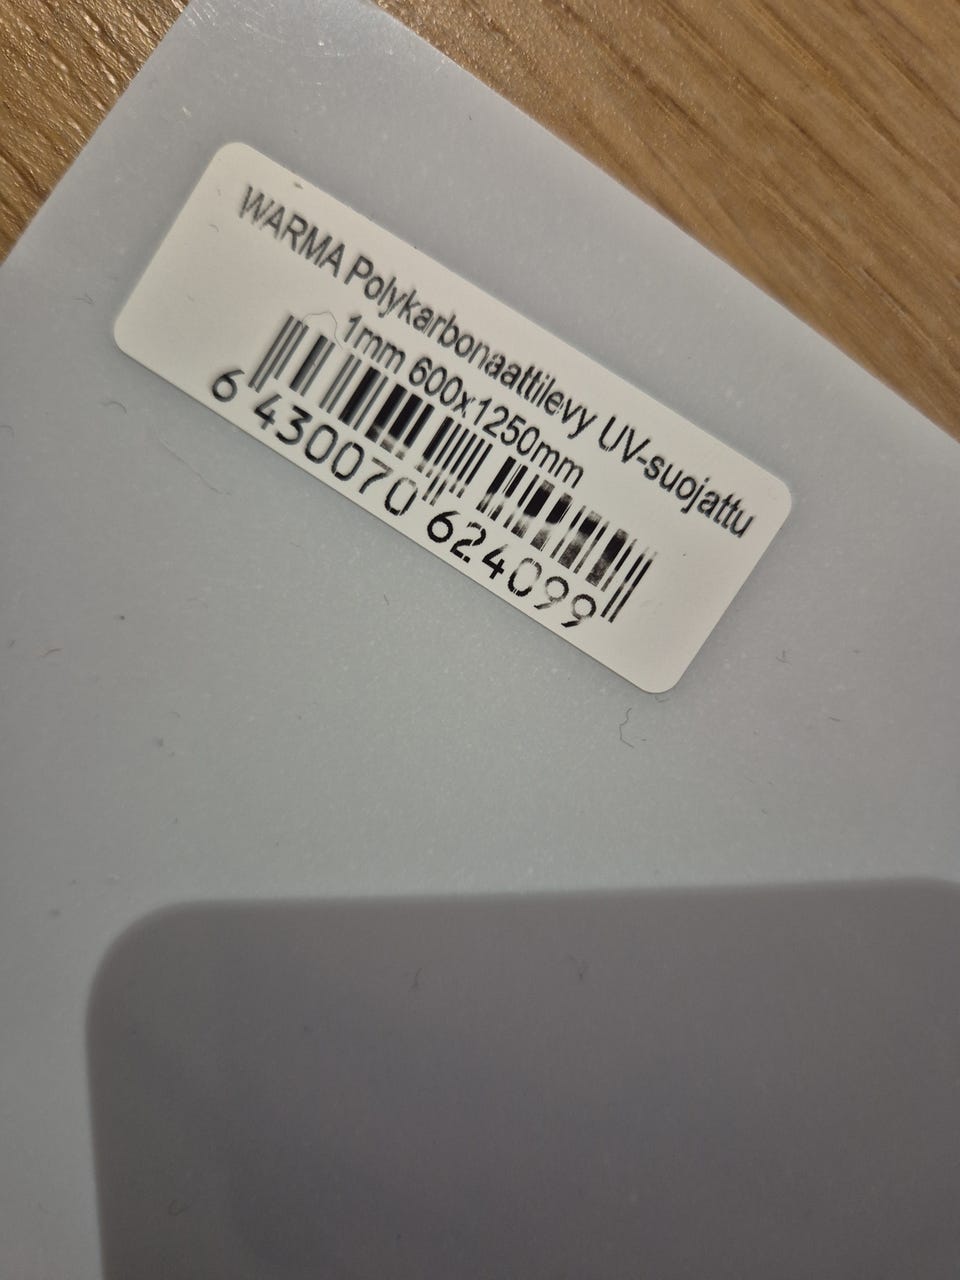 WARMA Polykarbonaattilevy UV-suojattu
1mm 600x1250mm
6 430070 624099